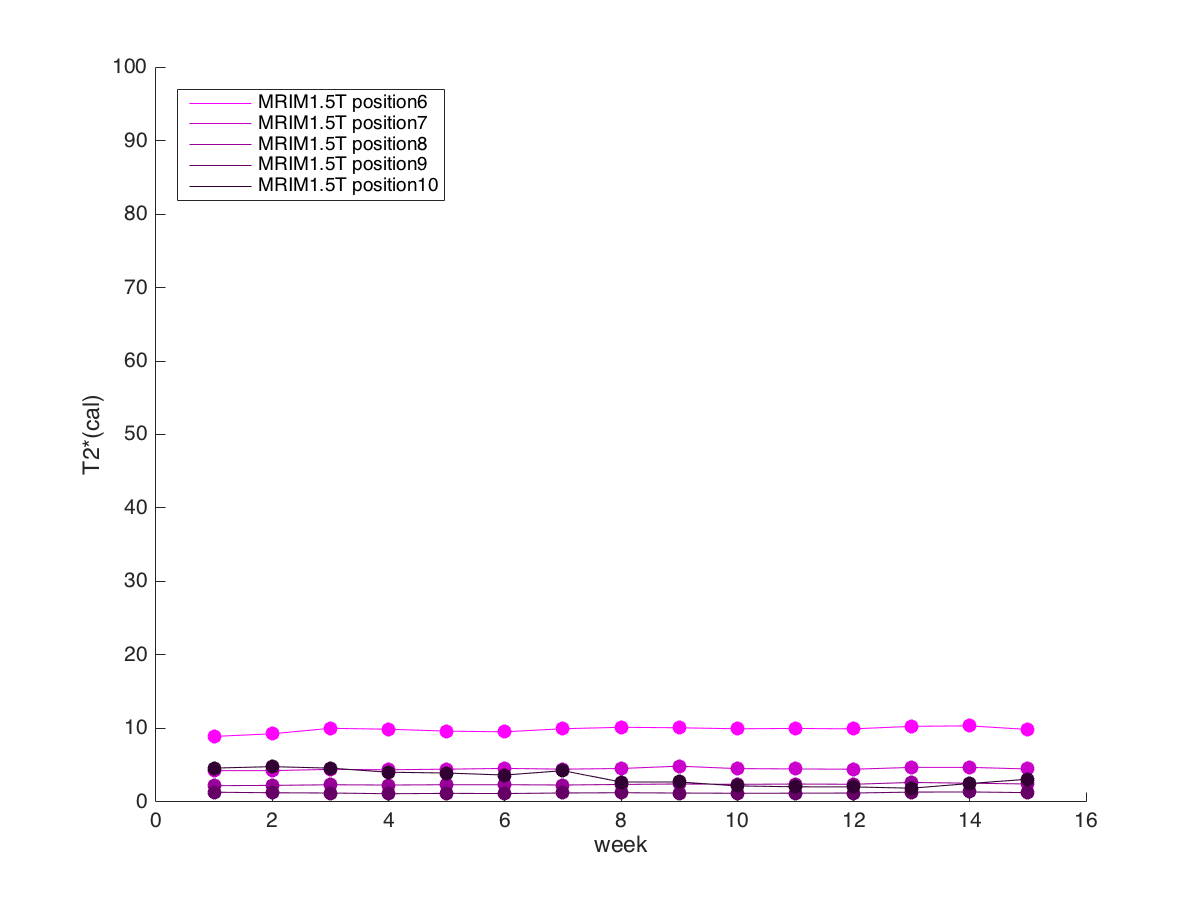 100
90
80
70
60
50
40
30
20
10
0
T2*(cal)
MRIM1.5T position6
MRIM1.5T position7
MRIM1.5T position8
MRIM1.5T position9
MRIM1.5T position10
0 2 4 6 8 10 12 14 16
week